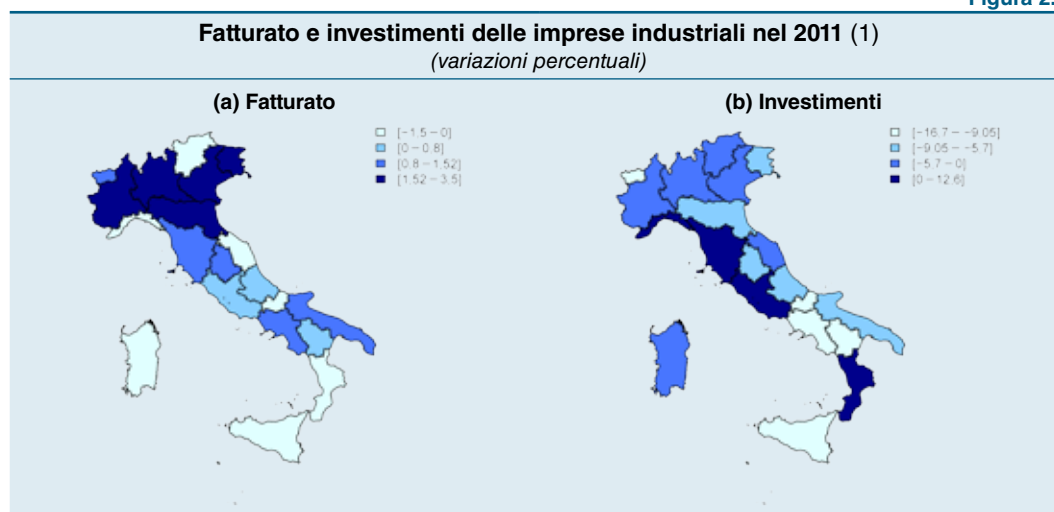 Figura 2.
Fatturato e investimenti delle imprese industriali nel 2011 (1)
(variazioni percentuali)
(a) Fatturato
[−1.5 − 0]
[0 − 0.8]
[0.8 − 1.52]
[1.52 − 3.5]
(b) Investimenti
[−16.7 − −9.05]
[−9.05 − −5.7]
[−5.7 − 0]
[0 − 12.6]